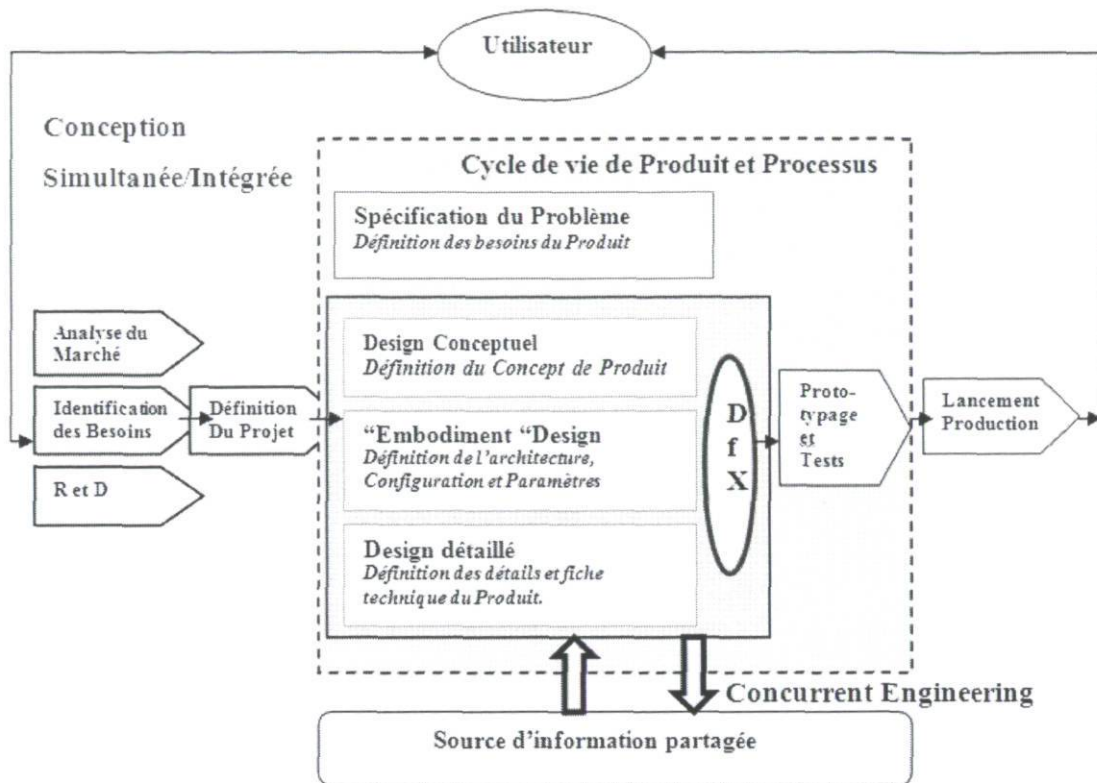 Utilisateur
Conception
Simultanée/Intégrée
Cycle de vie de Produit et Processus
Spécification du Problème
Définition des besoins du Produit
Analyse du
Marché
Identification
des Besoins
R et D
Définition
Du Projet
Design Conceptuel
Définition du Concept de Produit
“Embodiment “Design
Définition de l’architecture,
Configuration et Paramètres
Design détaillé
Définition des détails et fiche
technique du Produit.
D
f
X
Proto-
typage
et
Tests
Lancement
Production
Concurrent Engineering
Source d’information partagée